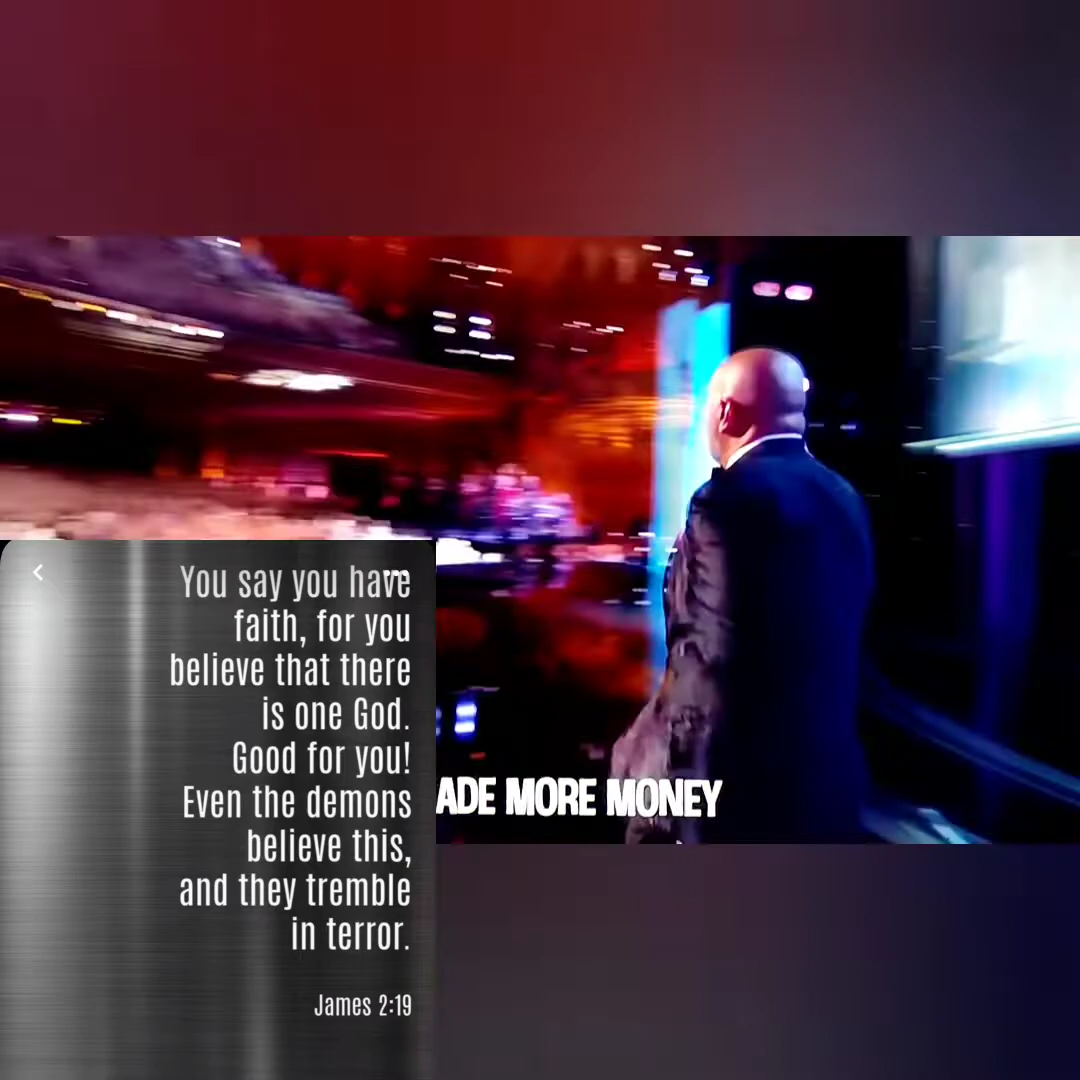 ADE MORE MONEY
You say you have
faith, for you
believe that there
is one God.
Good for you!
Even the demons
believe this,
and they tremble
in terror.
James 2:19